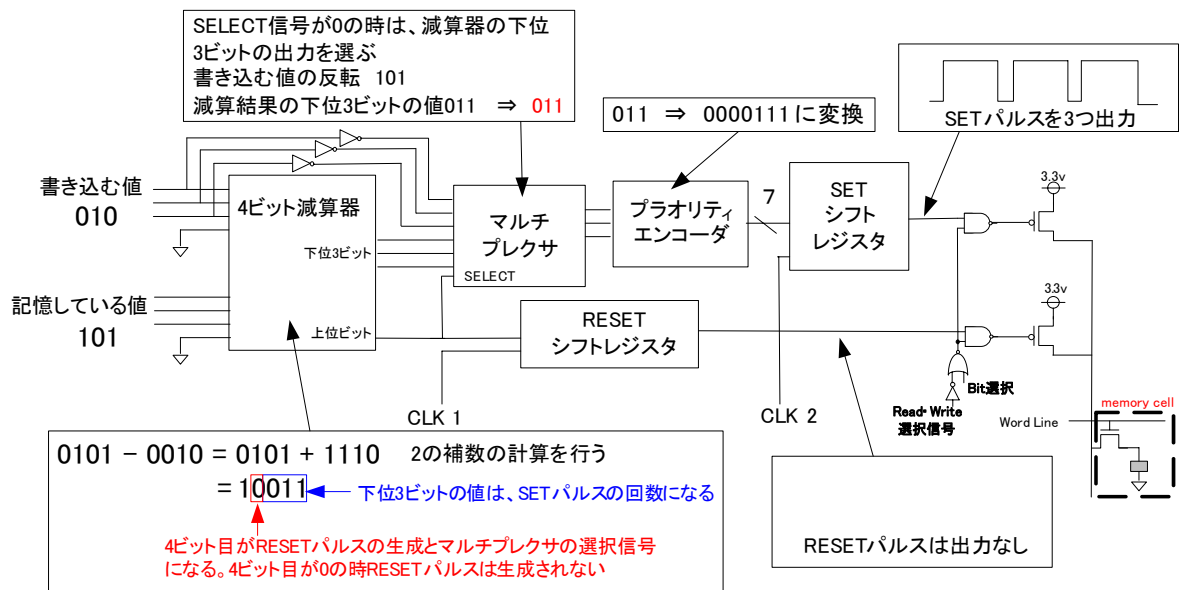 SELECT信号が0の時は、減算器の下位
3ビットの出力を選ぶ
書き込む値の反転 101
減算結果の下位3ビットの値011 ⇒ 011
011 ⇒ 0000111に変換
SETパルスを3つ出力
書き込む値
010
4ビット減算器
下位3ビット
上位ビット
記憶している値
101
マルチ
プレクサ
SELECT
プラオリティ
エンコーダ
7
SET
シフト
レジスタ
3.3v
RESET
シフトレジスタ
3.3v
CLK 1
CLK 2
Bit選択
Read・Write
選択信号
Word Line
memory cell
0101 - 0010 = 0101 + 1110 2の補数の計算を行う
= 10011
下位3ビットの値は、SETパルスの回数になる
4ビット目がRESETパルスの生成とマルチプレクサの選択信号
になる。4ビット目が0の時RESETパルスは生成されない
RESETパルスは出力なし